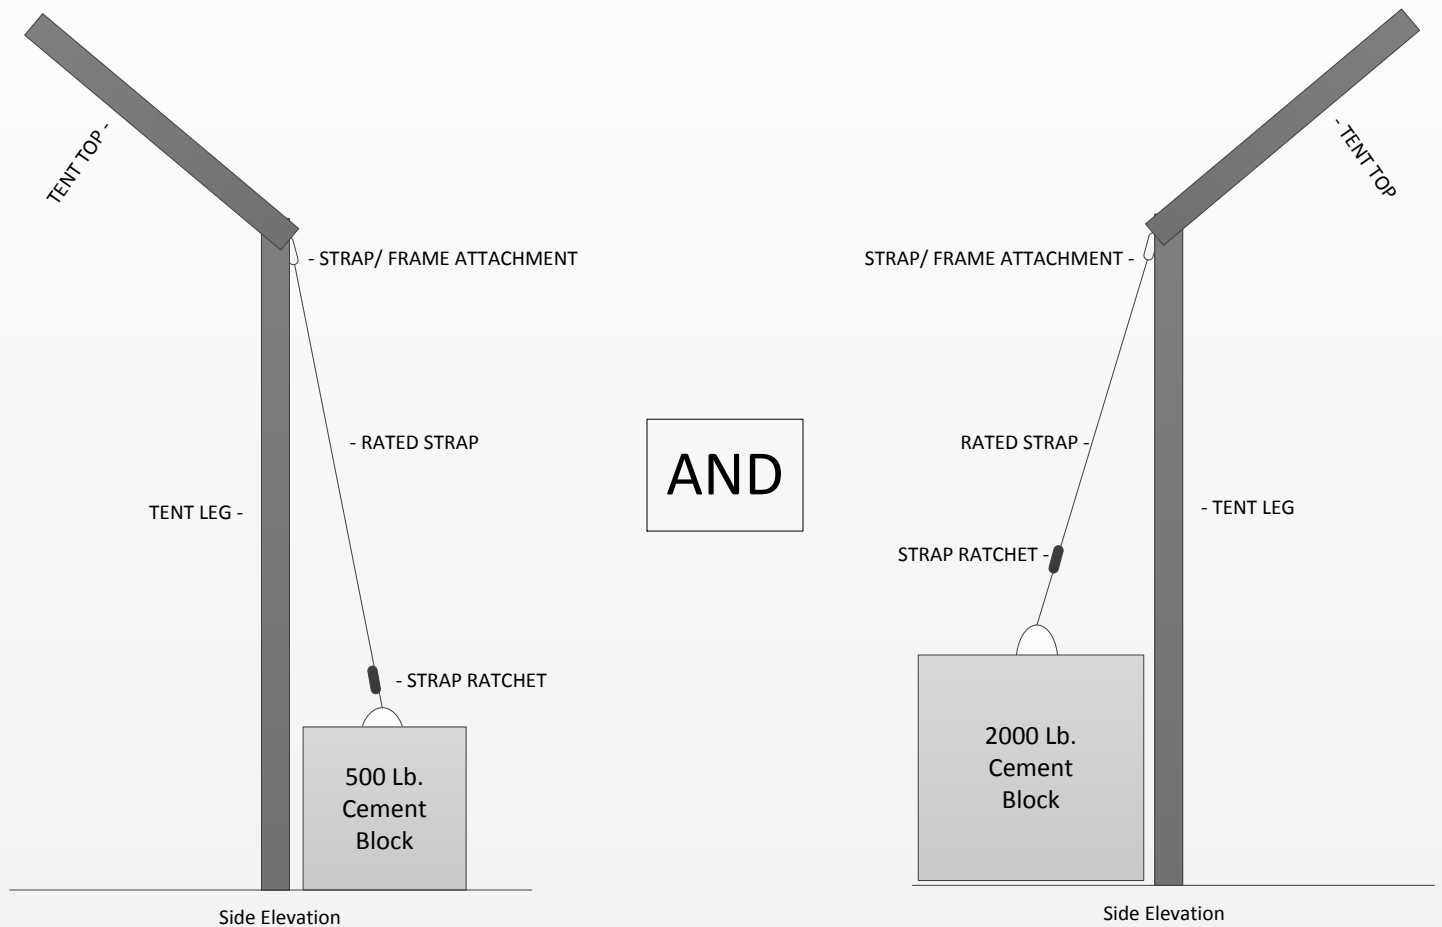 TENT TOP -
- STRAP/ FRAME ATTACHMENT
- RATED STRAP
TENT LEG -
- STRAP RATCHET
500 Lb.
Cement
Block
Side Elevation
AND
- TENT TOP
STRAP/ FRAME ATTACHMENT -
RATED STRAP -
- TENT LEG
STRAP RATCHET -
2000 Lb.
Cement
Block
Side Elevation